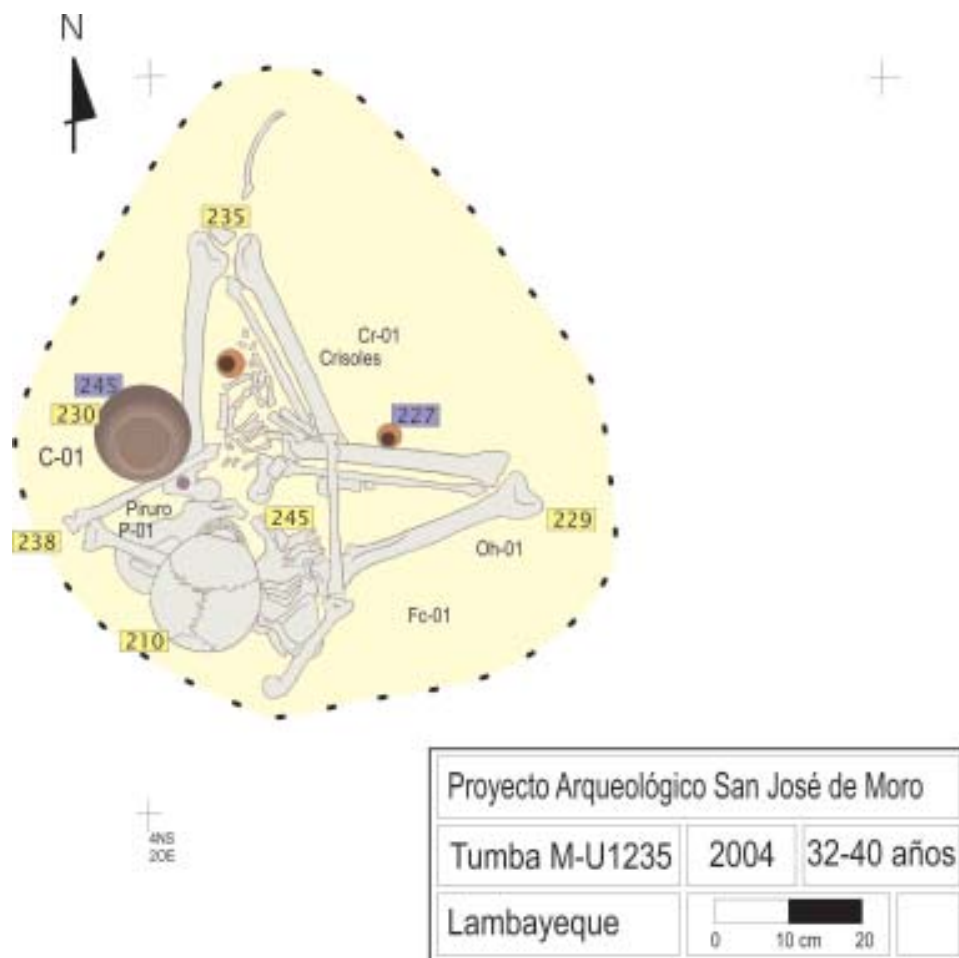 N
235
Cr-01
Crisoles
245
230
227
C-01
Piruro
P-01
245
229
238
Oh-01
Fc-01
210
4NS
20E
Proyecto Arqueológico San José de Moro
Tumba M-U1235 2004 32-40 años
Lambayeque
0 10 cm 20